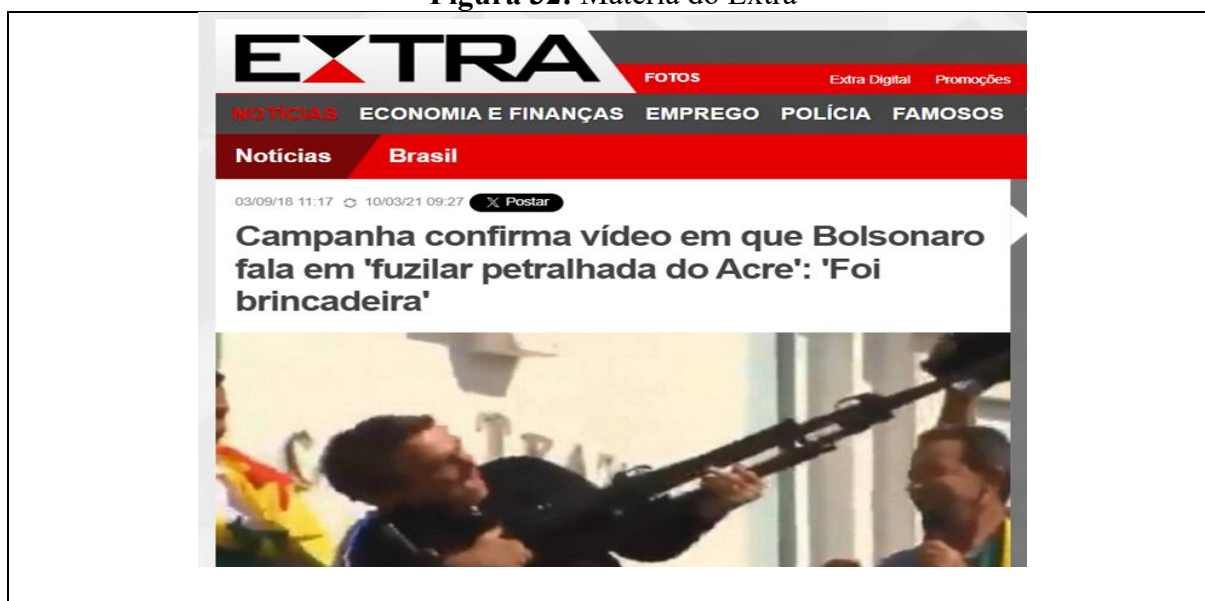 Figura 32: Matéria do Extra
EXTRA
FOTOS
Extra Digital
Promoções
NOTÍCIAS ECONOMIA E FINANÇAS EMPREGO POLÍCIA FAMOSOS
Notícias Brasil
03/09/18 11:17 10/03/21 09:27 X Postar
Campanha confirma vídeo em que Bolsonaro
fala em 'fuzilar petralhada do Acre': 'Foi
brincadeira'